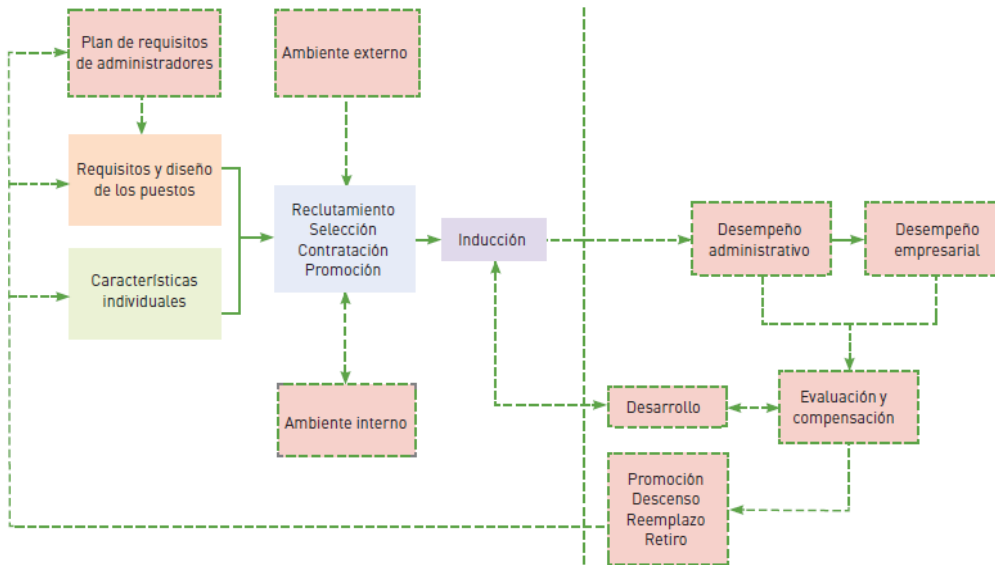 Plan de requisitos
de administradores
Ambiente externo
Requisitos y diseño
de los puestos
Características
individuales
Reclutamiento
Selección
Contratación
Promoción
Inducción
Ambiente interno
Desempeño
administrativo
Desempeño
empresarial
Desarrollo
Evaluación y
compensación
Promoción
Descenso
Reemplazo
Retiro